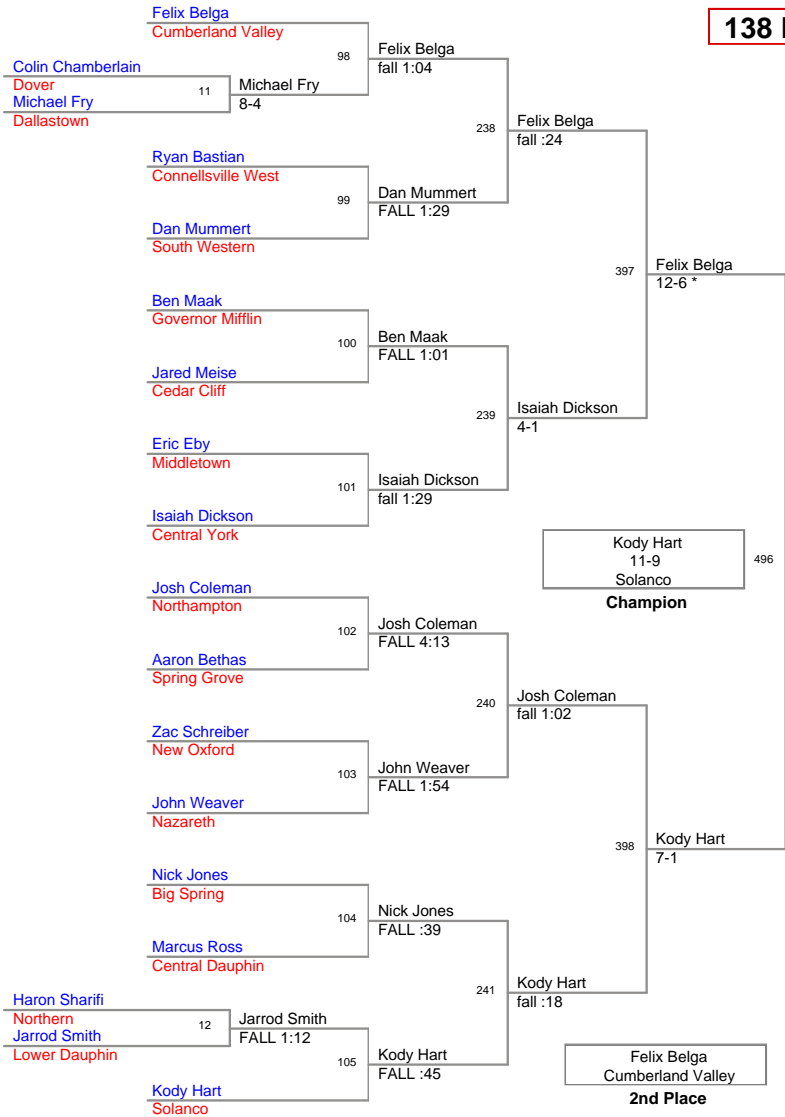 138 
Felix Belga
Cumberland Valley
98
Felix Belga
fall 1:04
Colin Chamberlain
Dover
11
Michael Fry
8-4
Michael Fry
Dallastown
238
Felix Belga
fall :24
Ryan Bastian
Connellsville West
99
Dan Mummert
FALL 1:29
Dan Mummert
South Western
397
Felix Belga
12-6 *
Ben Maak
Governor Mifflin
100
Ben Maak
FALL 1:01
Jared Meise
Cedar Cliff
239
Isaiah Dickson
4-1
Eric Eby
Middletown
101
Isaiah Dickson
fall 1:29
Isaiah Dickson
Central York
Kody Hart
11-9
Solanco
496
Champion
Josh Coleman
Northampton
102
Josh Coleman
FALL 4:13
Aaron Bethas
Spring Grove
240
Josh Coleman
fall 1:02
Zac Schreiber
New Oxford
103
John Weaver
FALL 1:54
John Weaver
Nazareth
398
Kody Hart
7-1
Nick Jones
Big Spring
104
Nick Jones
FALL :39
Marcus Ross
Central Dauphin
241
Kody Hart
fall :18
Haron Sharifi
Northern
12
Jarrod Smith
FALL 1:12
Jarrod Smith
Lower Dauphin
105
Kody Hart
FALL :45
Kody Hart
Solanco
Felix Belga
Cumberland Valley
2nd Place